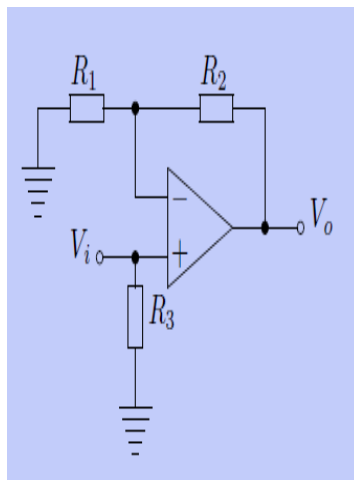 R₁ R₂
−
Vₒ
Vᵢ +
R₃